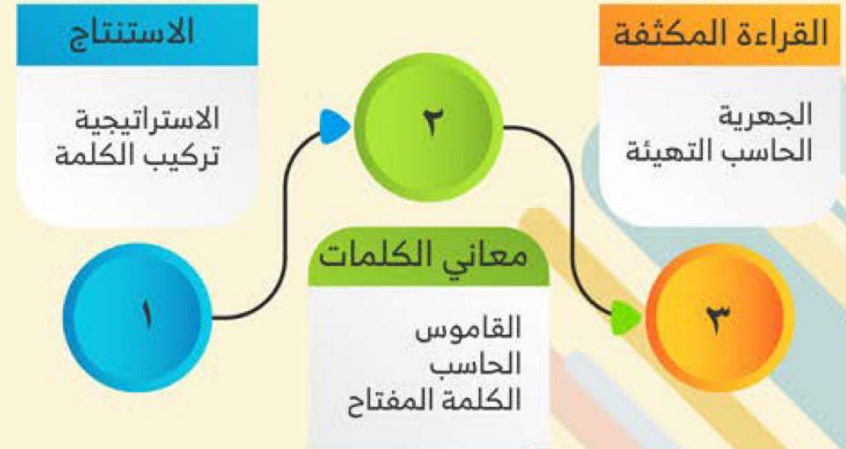 القراءة المكثفة
الجهرية
الحاسب التهيئة
٣
٢
معاني الكلمات
القاموس
الحاسب
الكلمة المفتاح
الاستنتاج
الاستراتيجية
تركيب الكلمة
١